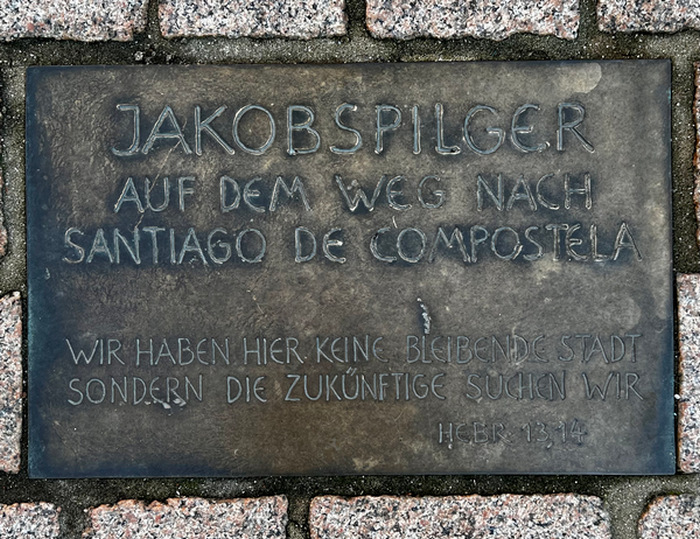 JAKOBSPILGER
AUF DEM WEG NACH
SANTIAGO DE COMPOSTELA
WIR HABEN HIER KEINE BLEIBENDE STADT
SONDERN DIE ZUKÜNFTIGE SUCHEN WIR
HEBR. 13,14